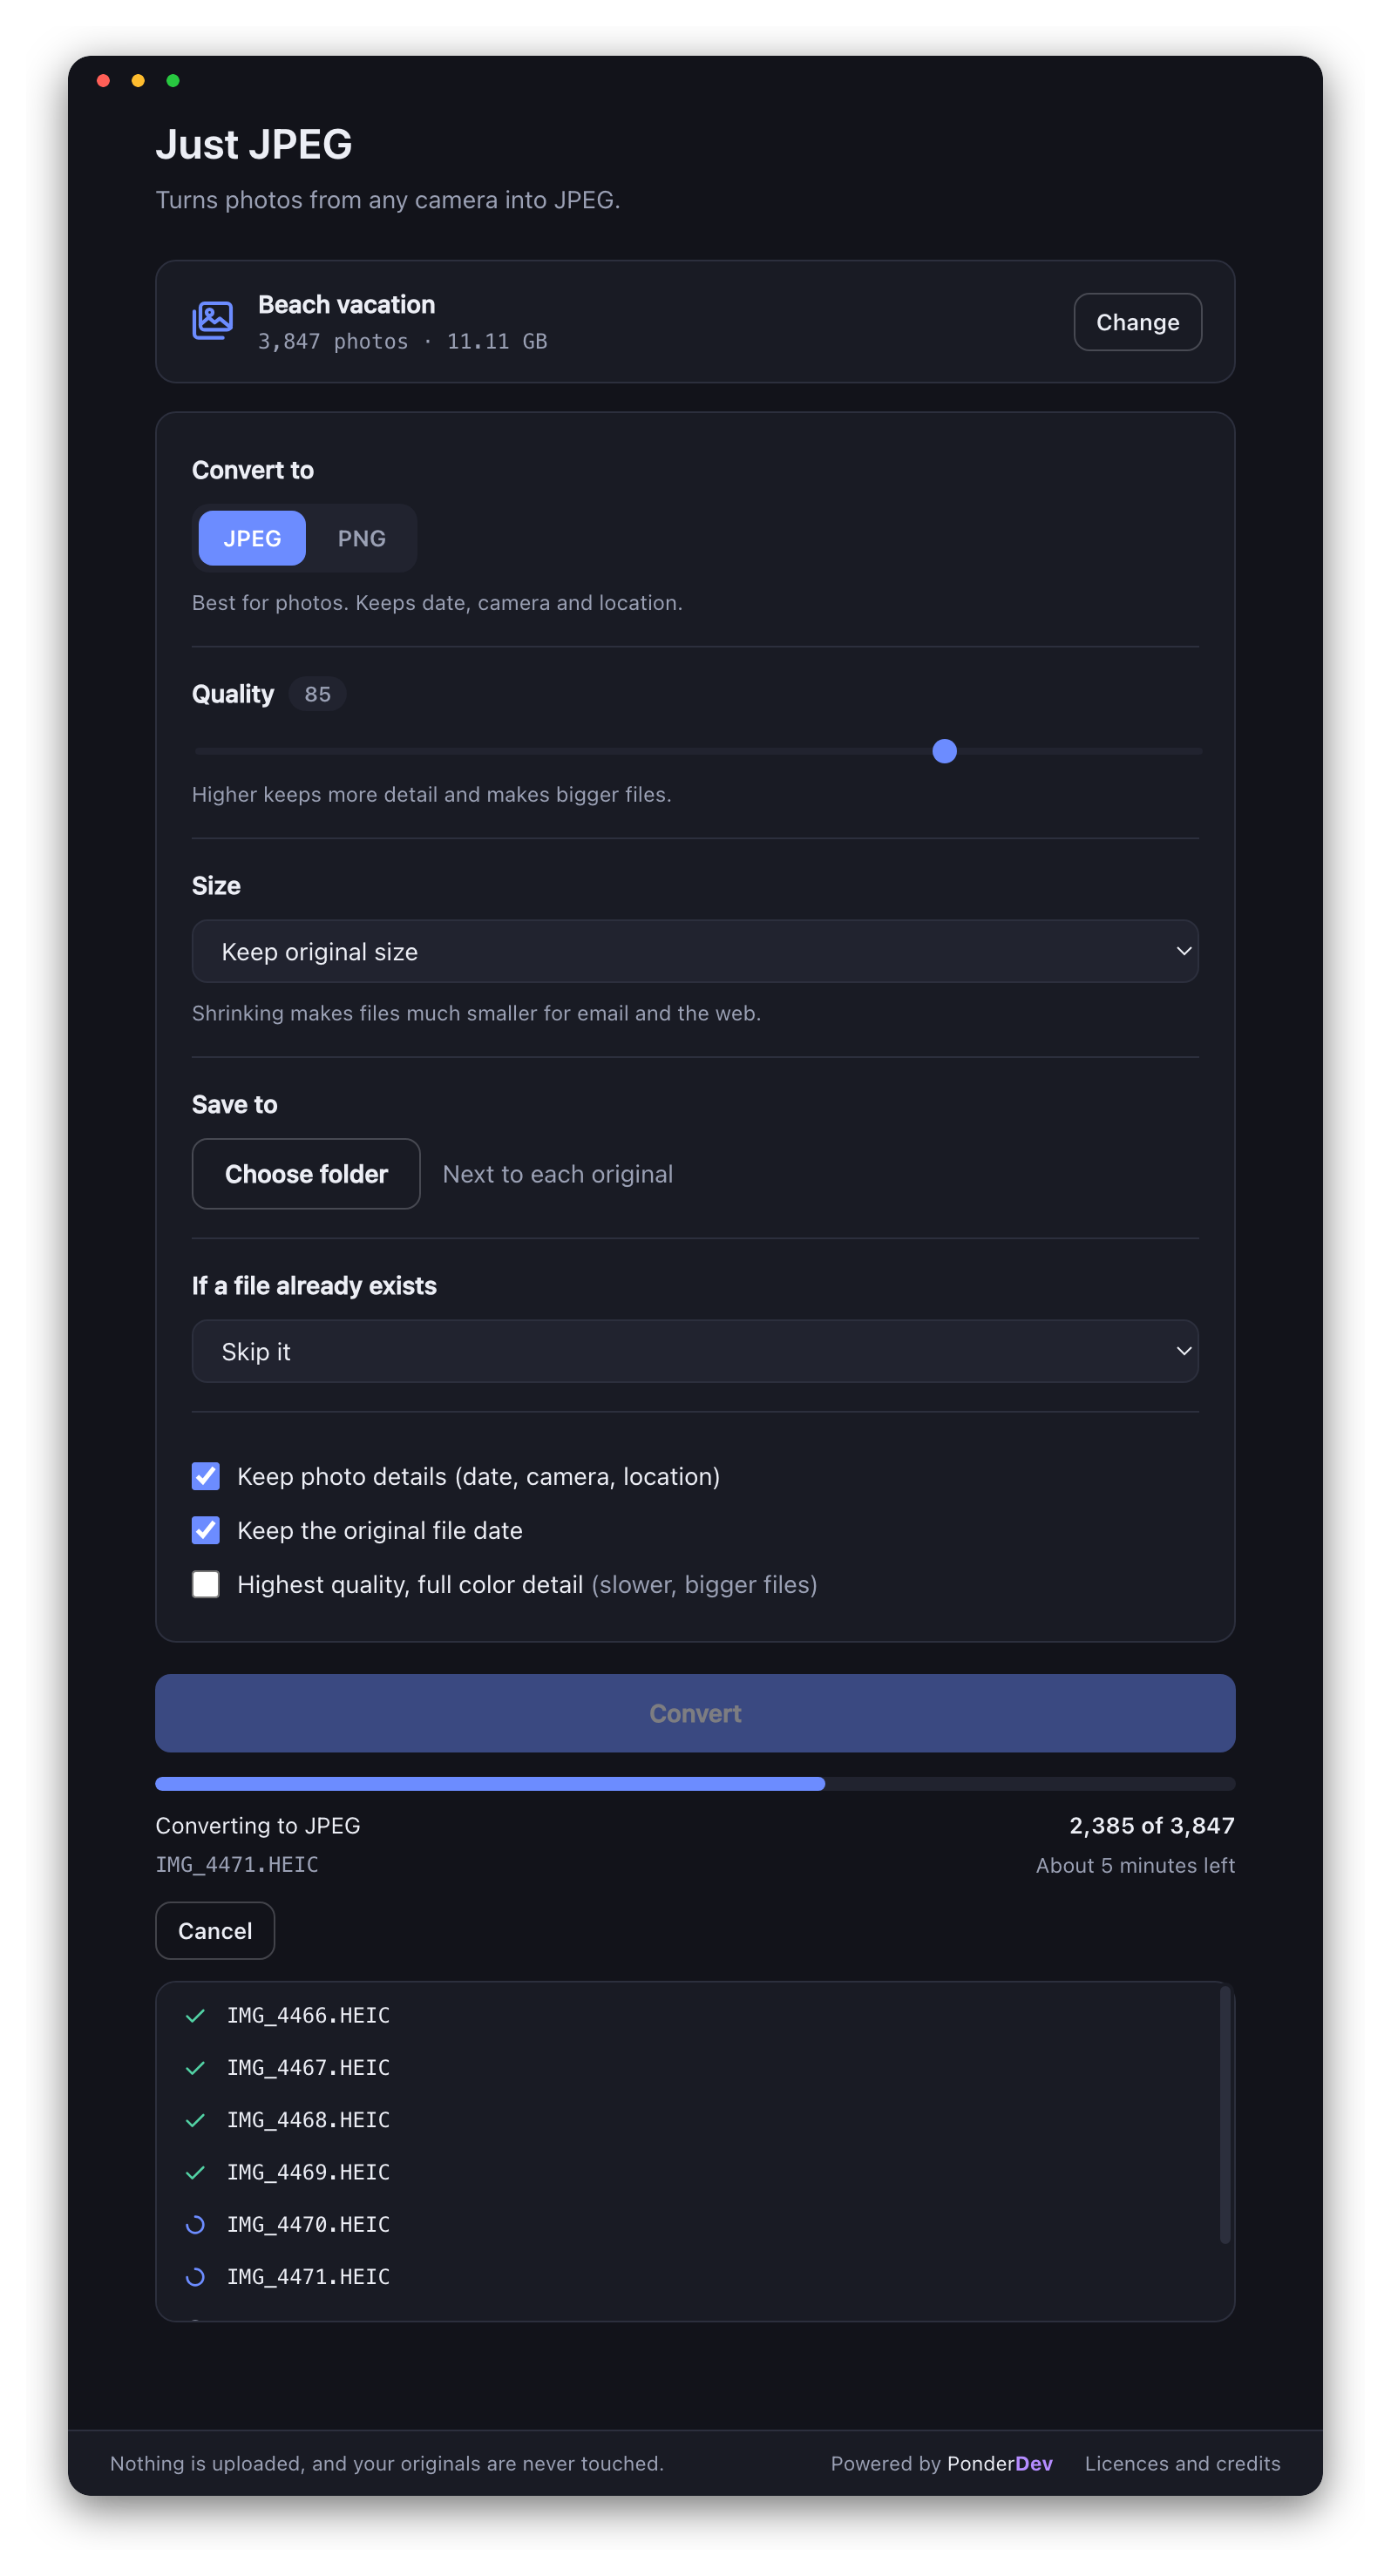 Just JPEG
Turns photos from any camera into JPEG.
Beach vacation
3,847 photos · 11.11 GB
Change
Convert to
JPEG PNG
Best for photos. Keeps date, camera and location.
Quality 85
Higher keeps more detail and makes bigger files.
Size
Keep original size
Shrinking makes files much smaller for email and the web.
Save to
Choose folder Next to each original
If a file already exists
Skip it
Keep photo details (date, camera, location)
Keep the original file date
Highest quality, full color detail (slower, bigger files)
Convert
Converting to JPEG 2,385 of 3,847
IMG_4471.HEIC About 5 minutes left
Cancel
IMG_4466.HEIC
IMG_4467.HEIC
IMG_4468.HEIC
IMG_4469.HEIC
IMG_4470.HEIC
IMG_4471.HEIC
Nothing is uploaded, and your originals are never touched. Powered by PonderDev Licences and credits